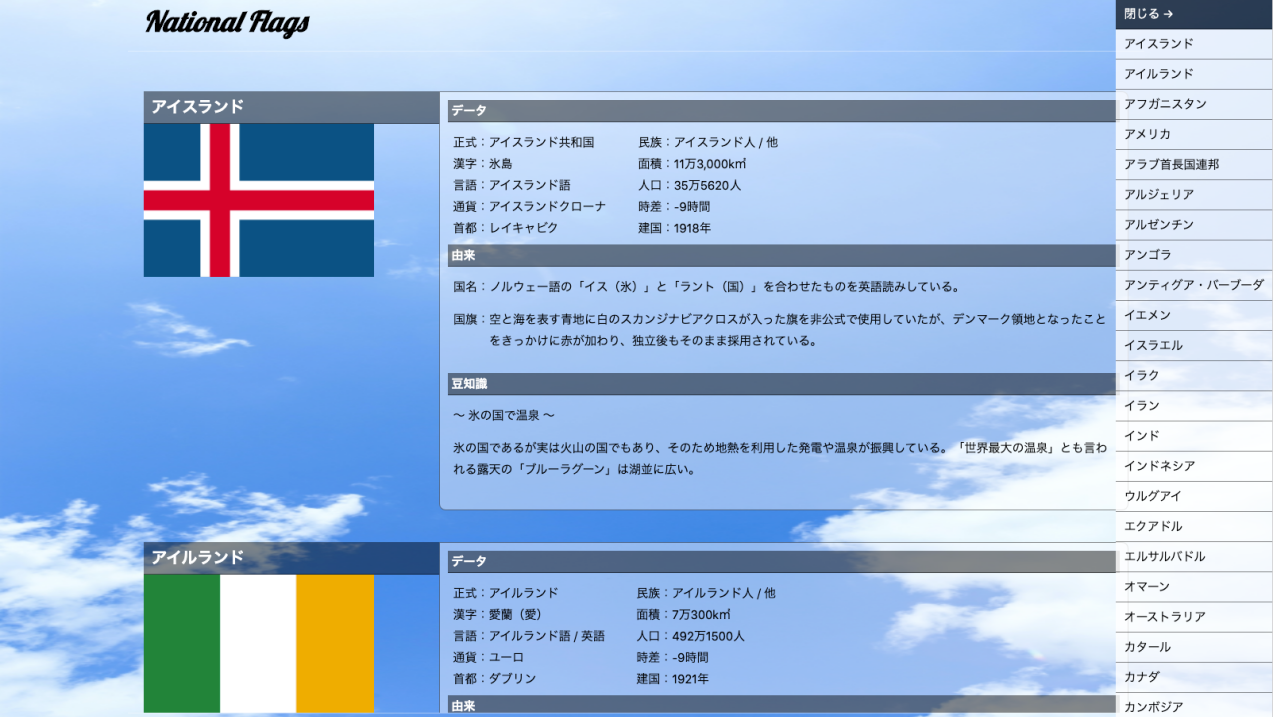 National Flags
アイスランド
データ
正式：アイスランド共和国
漢字：氷島
言語：アイスランド語
通貨：アイスランドクローナ
首都：レイキャビク
民族：アイスランド人 / 他
面積：11万3,000k㎡
人口：35万5620人
時差：-9時間
建国：1918年
由来
国名：ノルウェー語の「イス（氷）」と「ラント（国）」を合わせたものを英語読みしている。
国旗：空と海を表す青地に白のスカンジナビアクロスが入った旗を非公式で使用していたが、デンマーク領地となったこと
をきっかけに赤が加わり、独立後もそのまま採用されている。
豆知識
〜 氷の国で温泉 〜
氷の国であるが実は火山の国でもあり、そのため地熱を利用した発電や温泉が振興している。「世界最大の温泉」とも言わ
れる露天の「ブルーラグーン」は湖並に広い。
アイルランド
データ
正式：アイルランド
漢字：愛蘭（愛）
言語：アイルランド語 / 英語
通貨：ユーロ
首都：ダブリン
民族：アイルランド人 / 他
面積：7万300k㎡
人口：492万1500人
時差：-9時間
建国：1921年
由来
閉じる →
アイスランド
アイルランド
アフガニスタン
アメリカ
アラブ首長国連邦
アルジェリア
アルゼンチン
アンゴラ
アンティグア・バーブーダ
イエメン
イスラエル
イラク
イラン
インド
インドネシア
ウルグアイ
エクアドル
エルサルバドル
オマーン
オーストラリア
カタール
カナダ
カンボジア